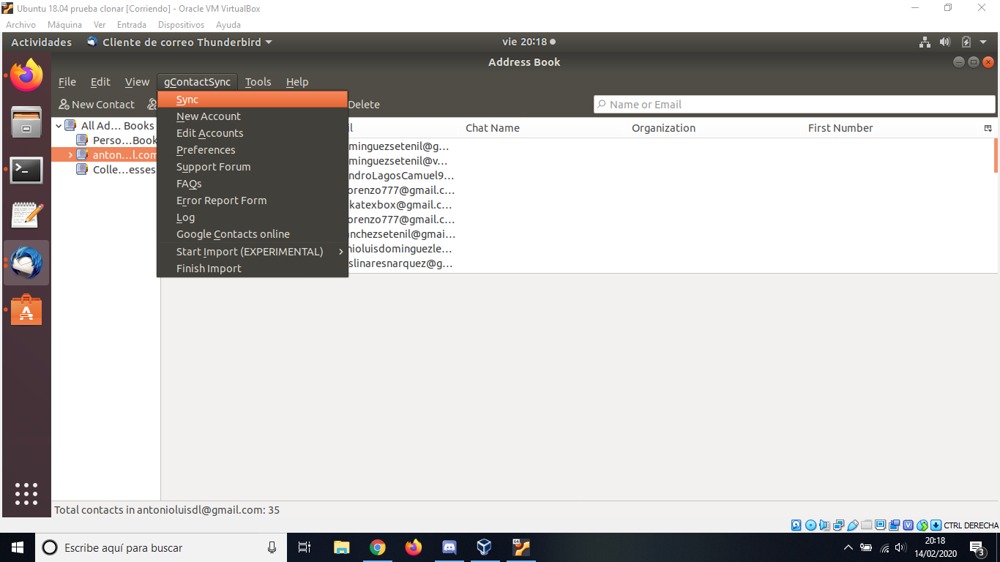 Ubuntu 18.04 prueba clonar [Corriendo] - Oracle VM VirtualBox
Archivo Máquina Ver Entrada Dispositivos Ayuda
Actividades Cliente de correo Thunderbird vie 20:18
Address Book
File Edit View gContactSync Tools Help
New Contact Delete Name or Email
Sync
New Account
Edit Accounts
Preferences
Support Forum
FAQs
Error Report Form
Log
Google Contacts online
Start Import (EXPERIMENTAL)
Finish Import
All Ad... Books
Perso...Book
anton...l.com
Colle...esses
Chat Name Organization First Number
minguezsetenil@g...
minguezsetenil@v...
ndroLagosCamuel9...
orenzo777@gmail.c...
katexbox@gmail.c...
orenzo777@gmail.c...
nchezsetenil@gmai...
nioluisdominguezle...
slinaresnarquez@g...
Total contacts in antonioluisdl@gmail.com: 35
CTRL DERECHA
Escribe aquí para buscar
20:18
14/02/2020
3